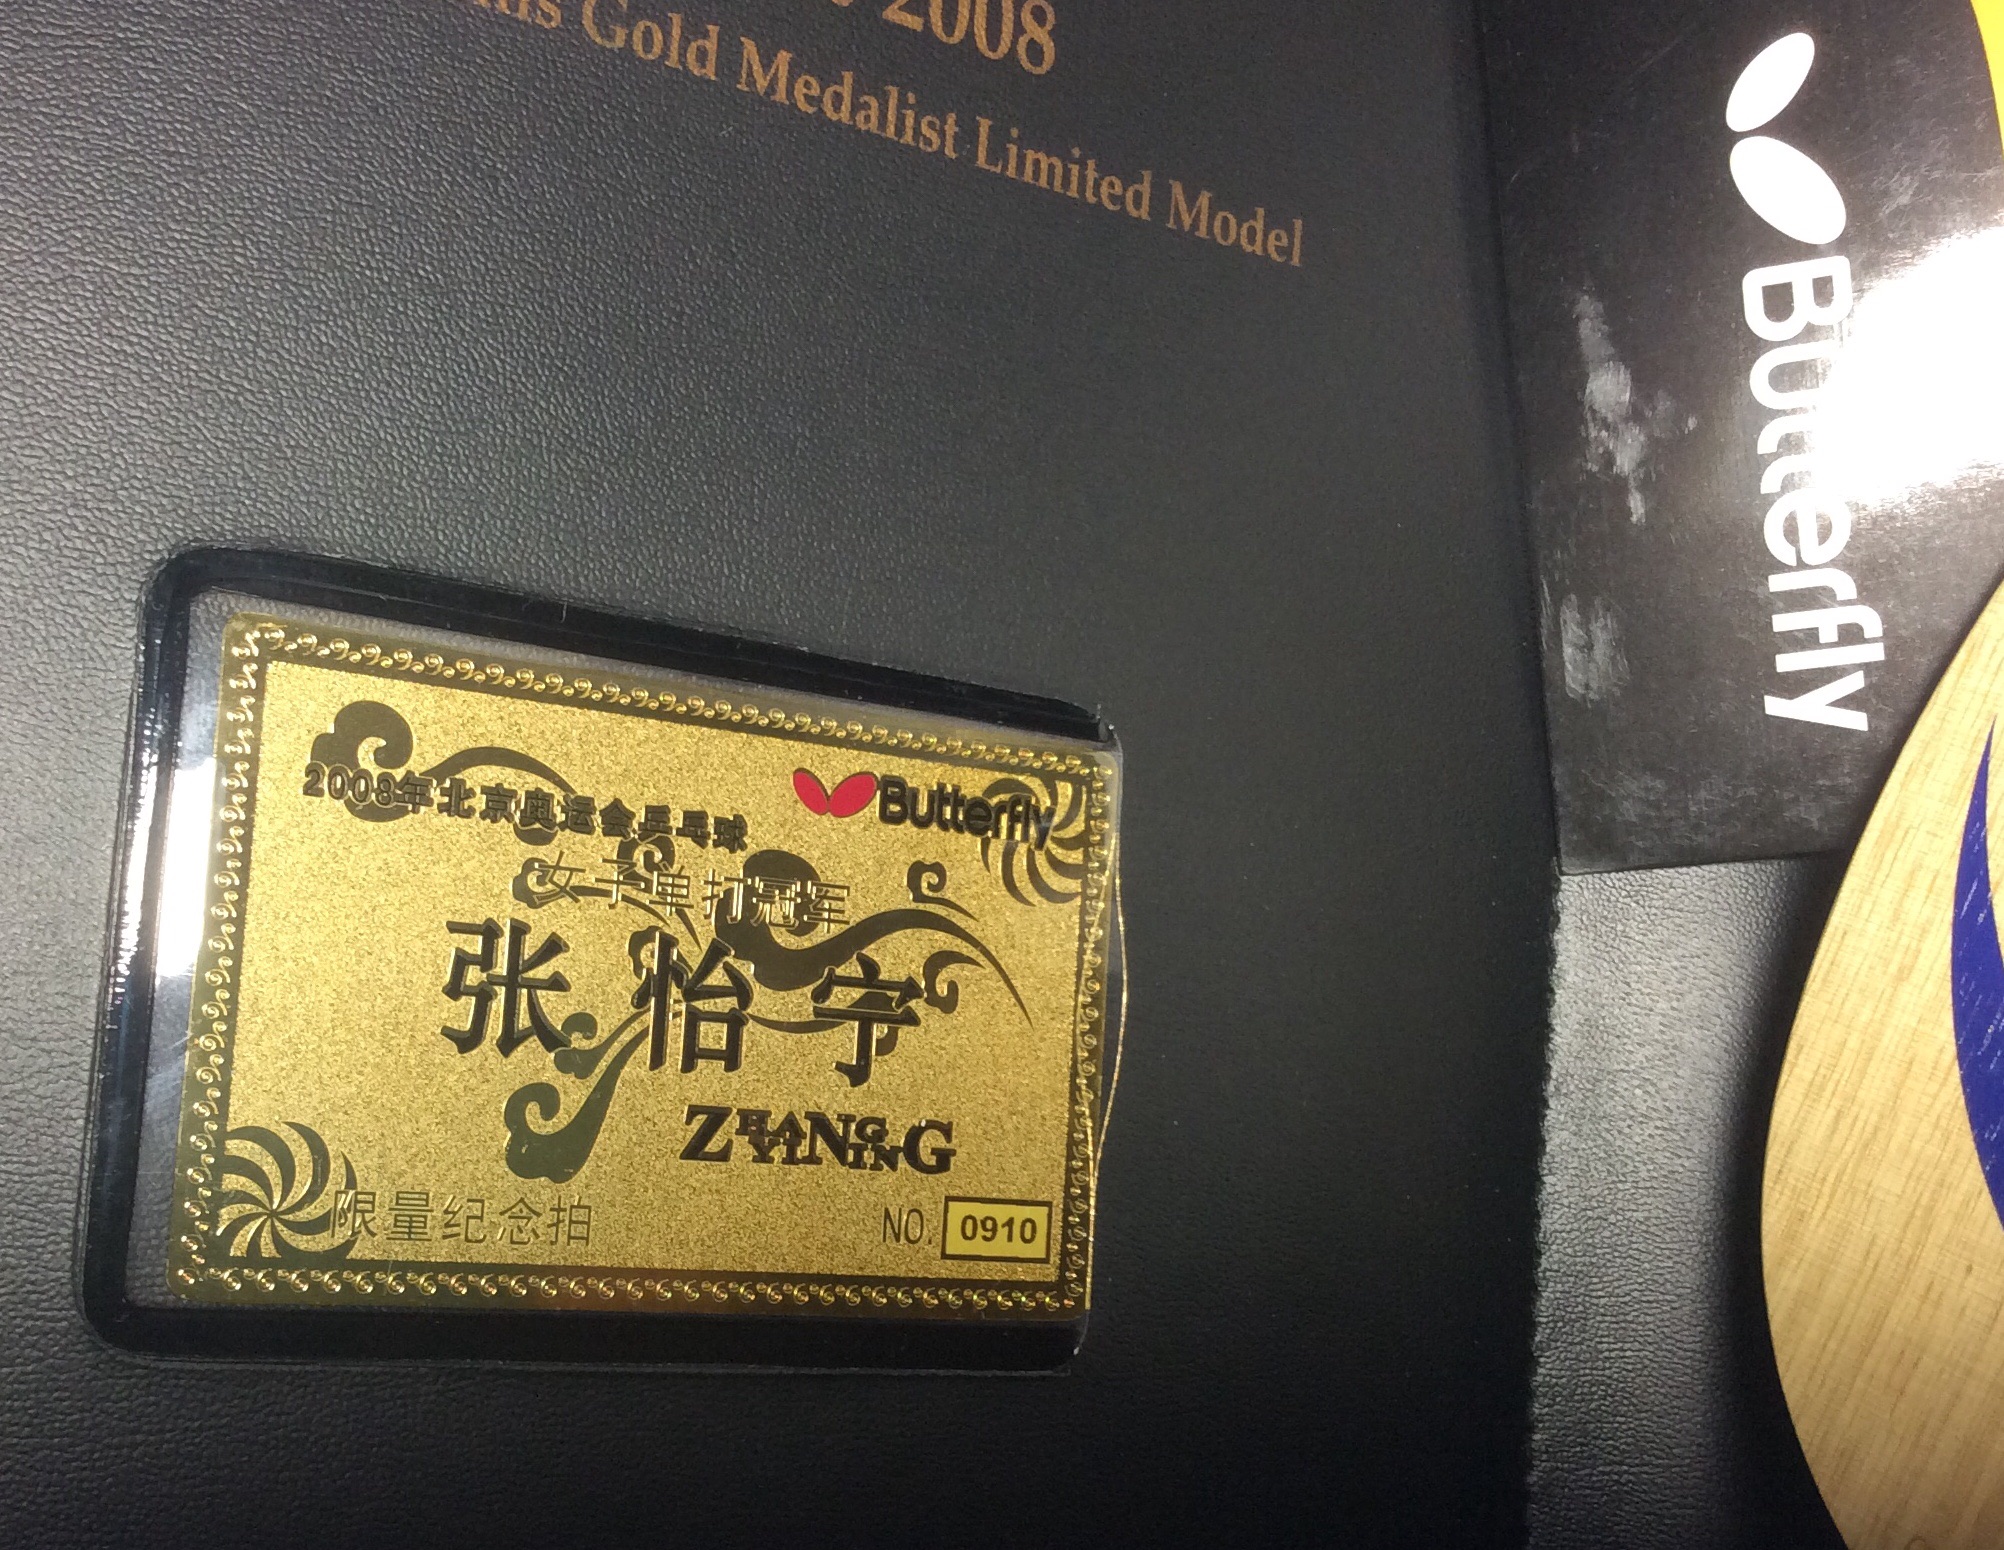 2008
Gold Medalist Limited Model
Butterfly
2008年北京奥运会乒乓球
Butterfly
女子单打冠军
张怡宁
ZHANG YINING
限量纪念拍
NO. 0910